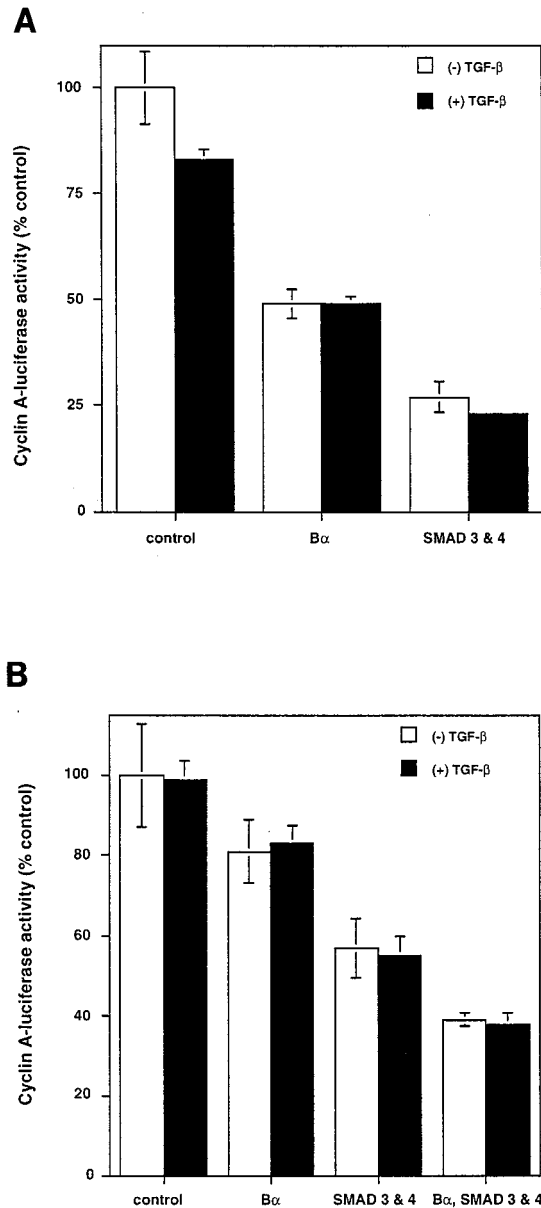 A
(-) TGF-β
(+) TGF-β
Cyclin A-luciferase activity (% control)
100
75
50
25
0
control
Bα
SMAD 3 & 4
B
(-) TGF-β
(+) TGF-β
Cyclin A-luciferase activity (% control)
100
80
60
40
20
0
control
Bα
SMAD 3 & 4
Bα, SMAD 3 & 4